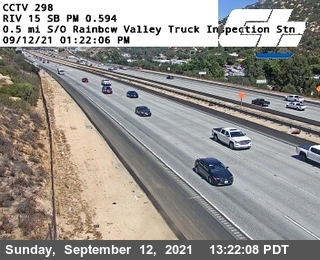 CCTV 298
RIV 15 SB PM 0.594
0.5 mi S/O Rainbow Valley Truck Inspection Stn
09/12/21 01:22:06 PM
Sunday, September 12, 2021 13:22:08 PDT